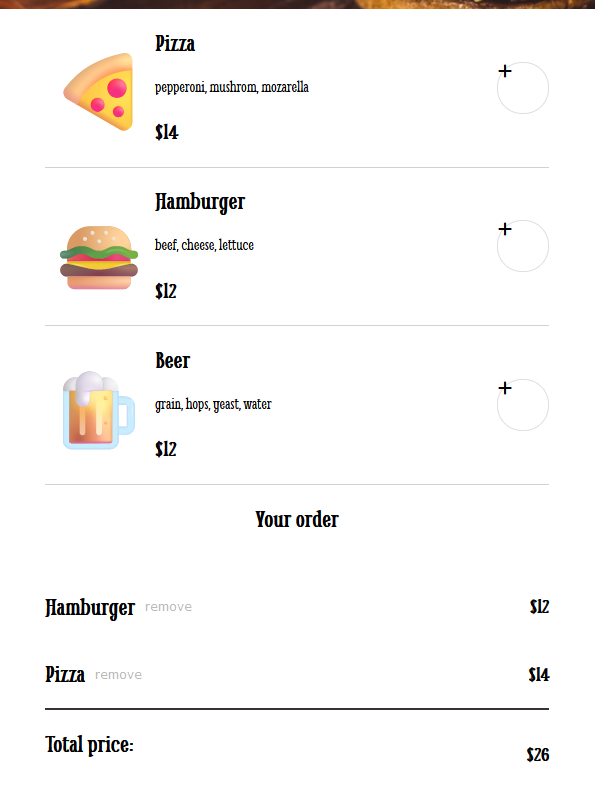 Pizza
pepperoni, mushrom, mozarella
$14
+
Hamburger
beef, cheese, lettuce
$12
+
Beer
grain, hops, yeast, water
$12
+
Your order
Hamburger remove $12
Pizza remove $14
Total price: $26